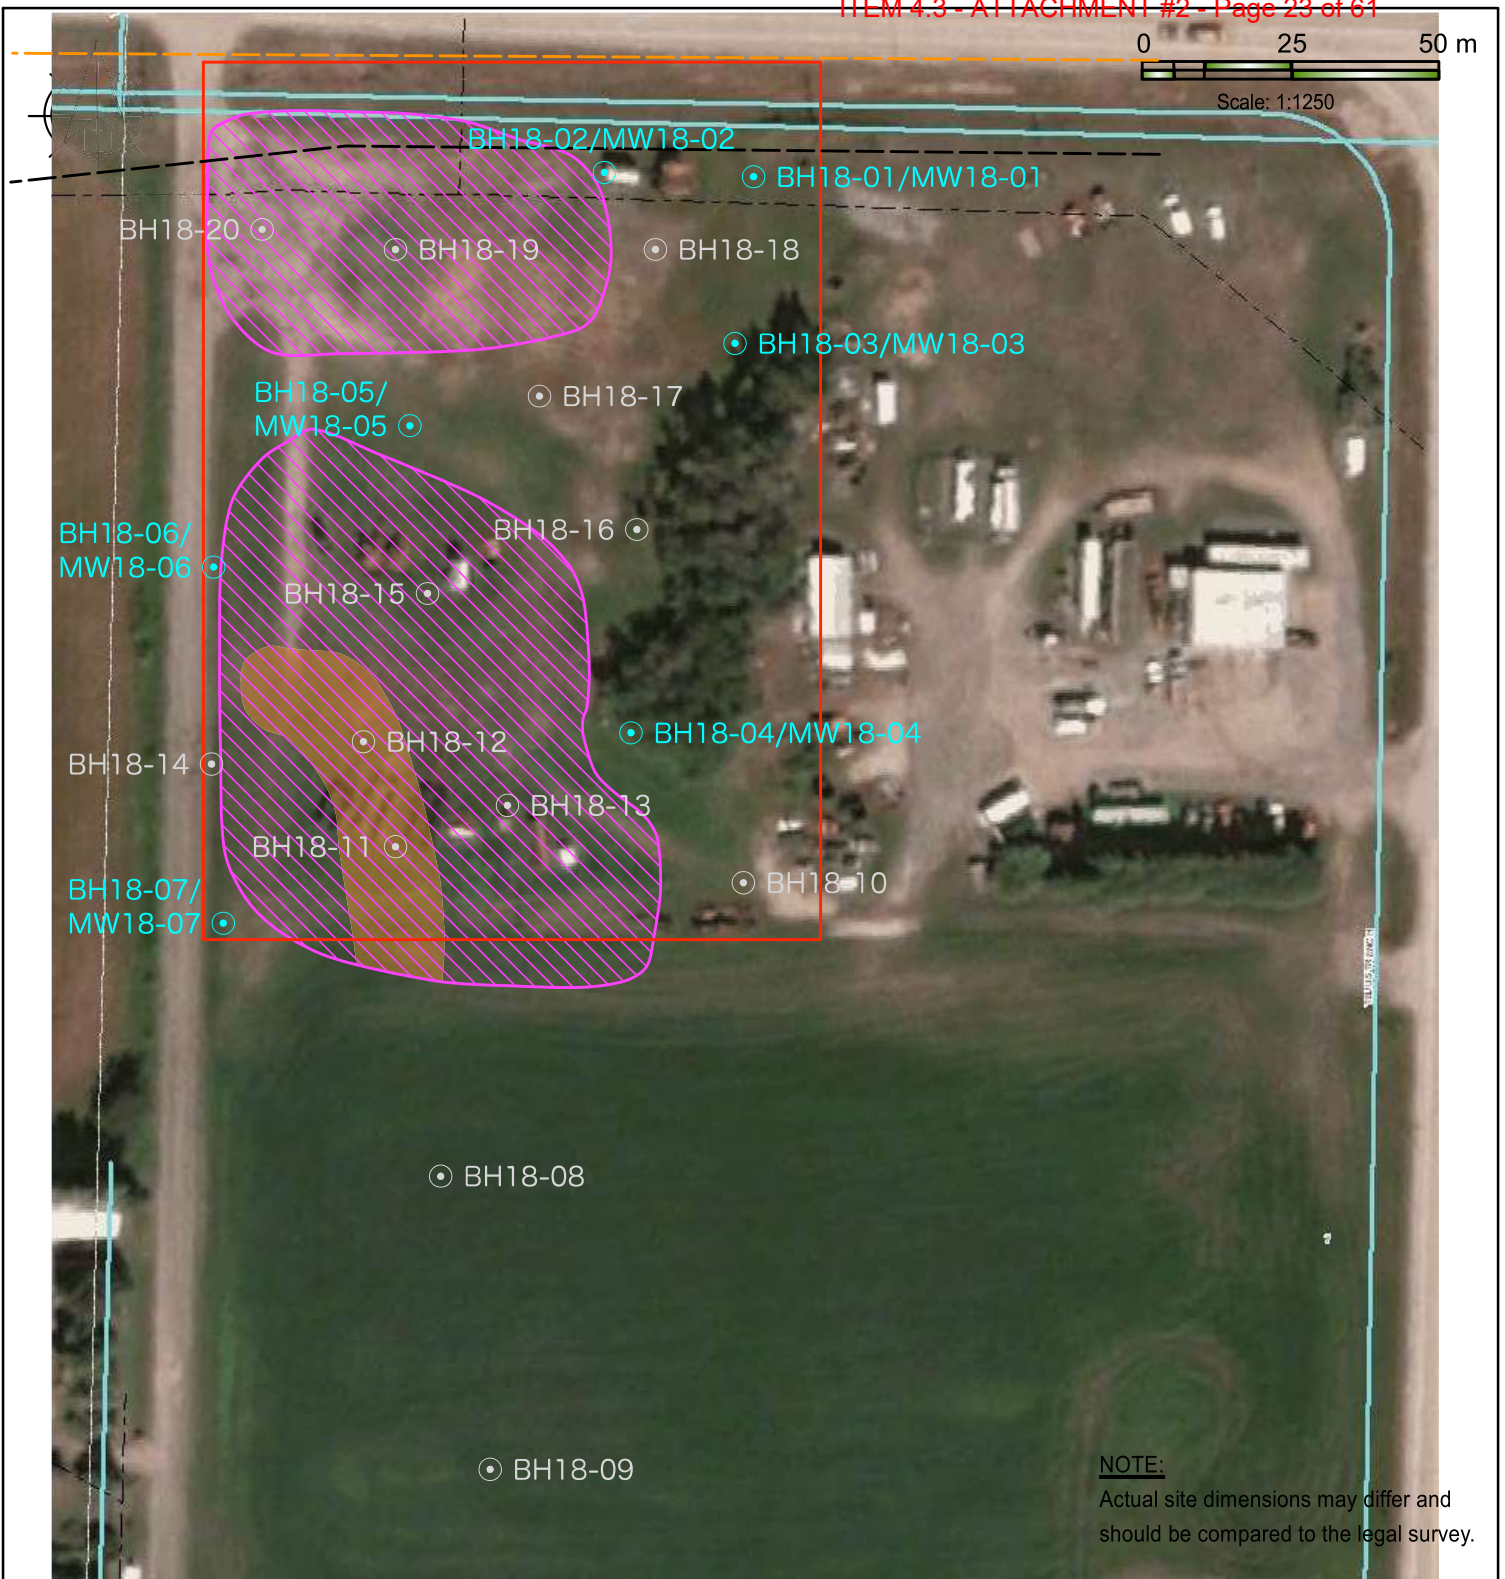 ITEM 4.3 - ATTACHMENT #2 - Page 23 of 61
0 25 50 m
Scale: 1:1250
BH18-02/MW18-02
BH18-01/MW18-01
BH18-20
BH18-19
BH18-18
BH18-03/MW18-03
BH18-05/
MW18-05
BH18-17
BH18-06/
MW18-06
BH18-16
BH18-15
BH18-04/MW18-04
BH18-12
BH18-14
BH18-13
BH18-11
BH18-07/
MW18-07
BH18-10
BH18-08
BH18-09
NOTE:
Actual site dimensions may differ and
should be compared to the legal survey.